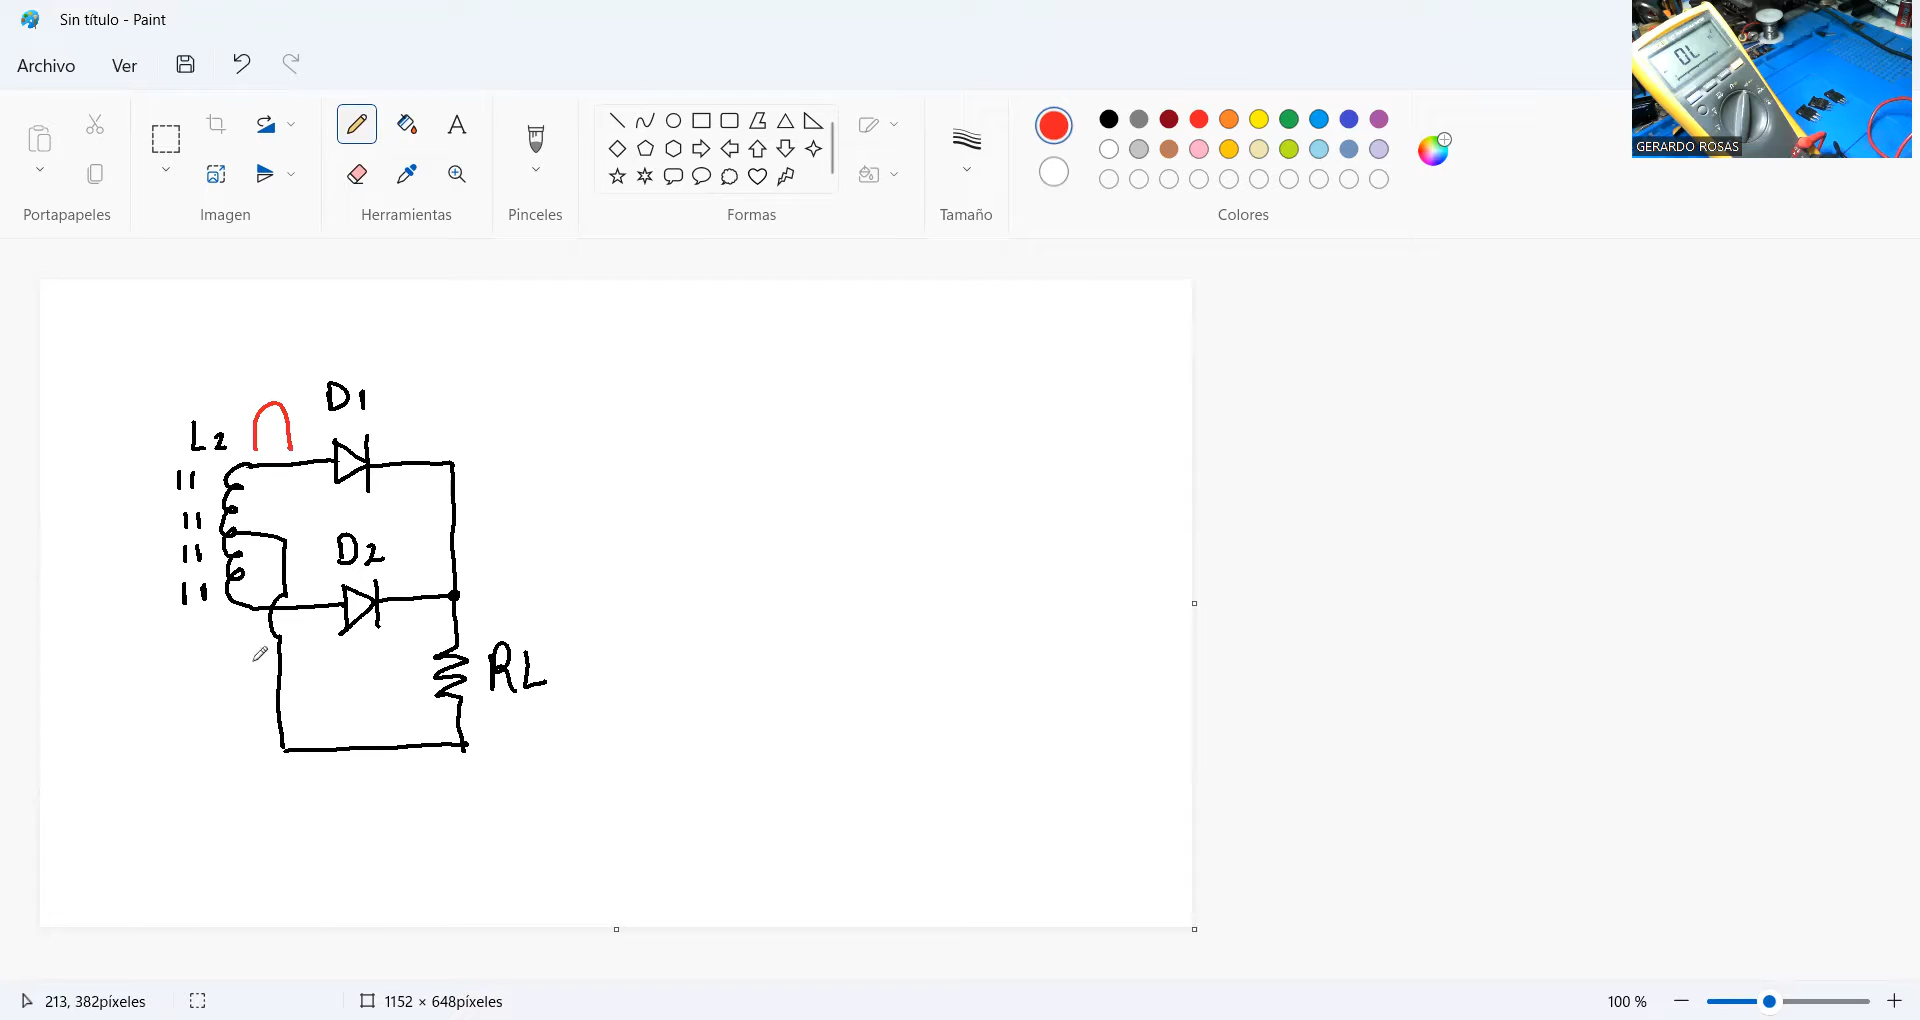 Sin título - Paint
Archivo Ver
Portapapeles
Imagen
Herramientas
Pinceles
Formas
Tamaño
Colores
OL
GERARDO ROSAS
D1
L2
D2
RL
213, 382píxeles
1152 × 648píxeles
100 %